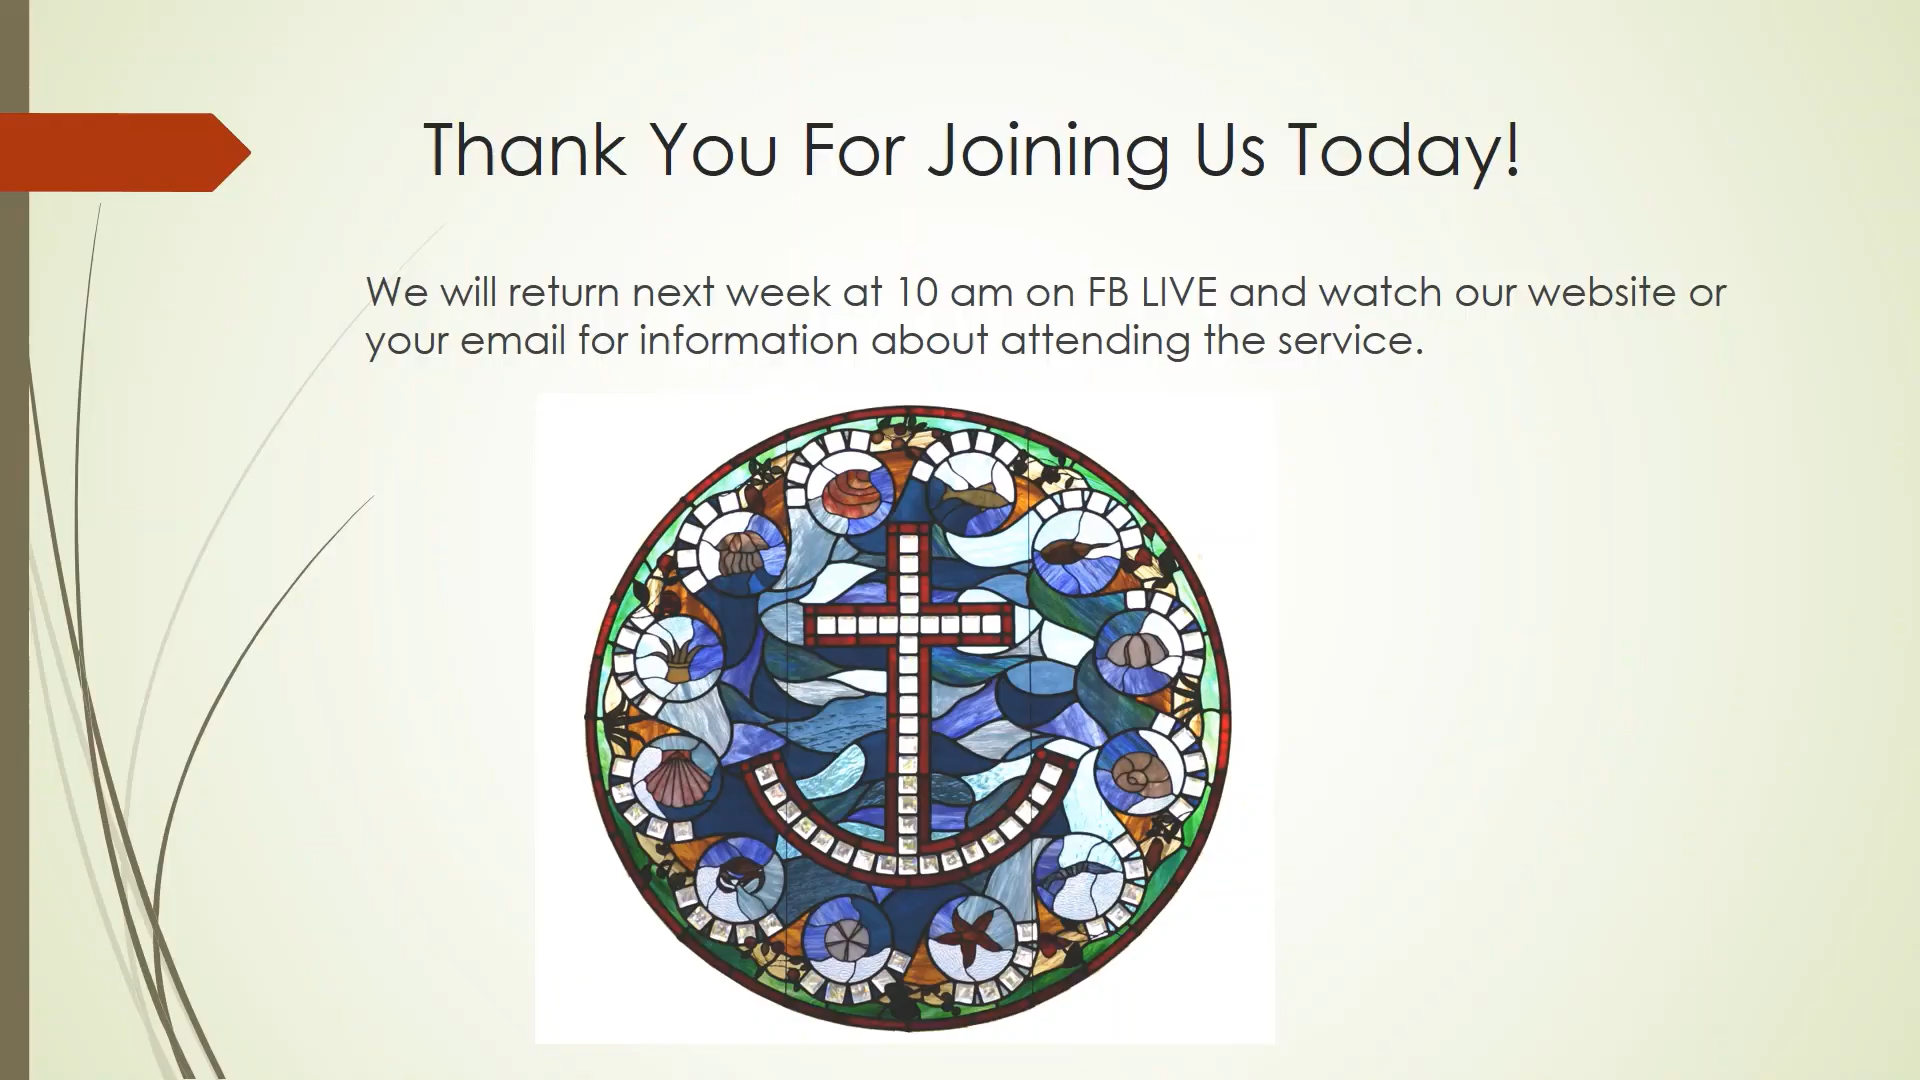 Thank You For Joining Us Today!
We will return next week at 10 am on FB LIVE and watch our website or
your email for information about attending the service.